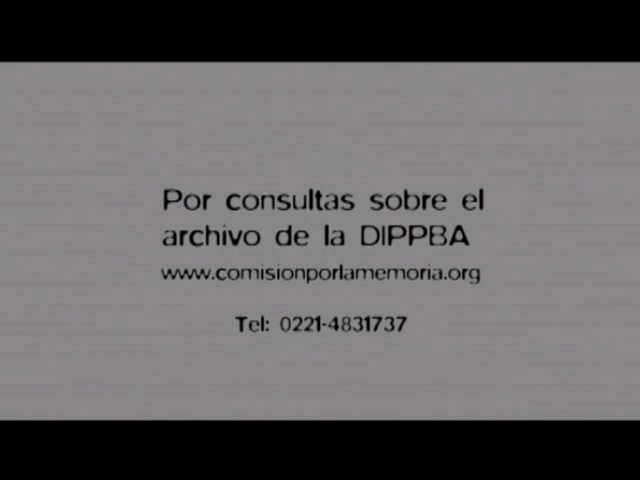 Por consultas sobre el
archivo de la DIPPBA
www.comisionporlamemoria.org
Tel: 0221-4831737